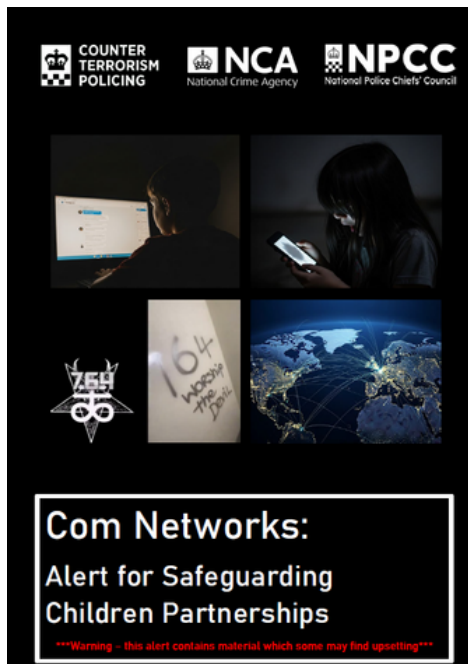 COUNTER
TERRORISM
POLICING
NCA
National Crime Agency
NPCC
National Police Chiefs' Council
764
764
Worship
the
Devil
Com Networks:
Alert for Safeguarding
Children Partnerships
***Warning – this alert contains material which some may find upsetting***